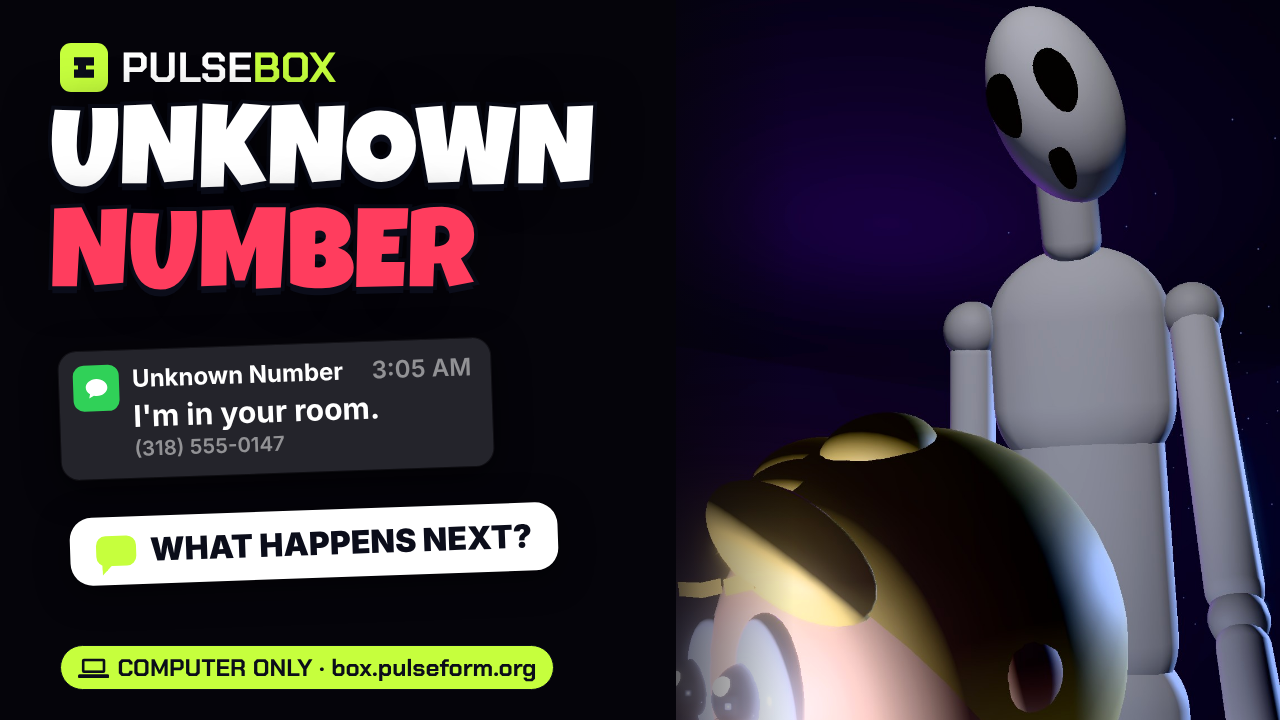 PULSEBOX
UNKNOWN
NUMBER
Unknown Number 3:05 AM
I'm in your room.
(318) 555-0147
WHAT HAPPENS NEXT?
COMPUTER ONLY · box.pulseform.org